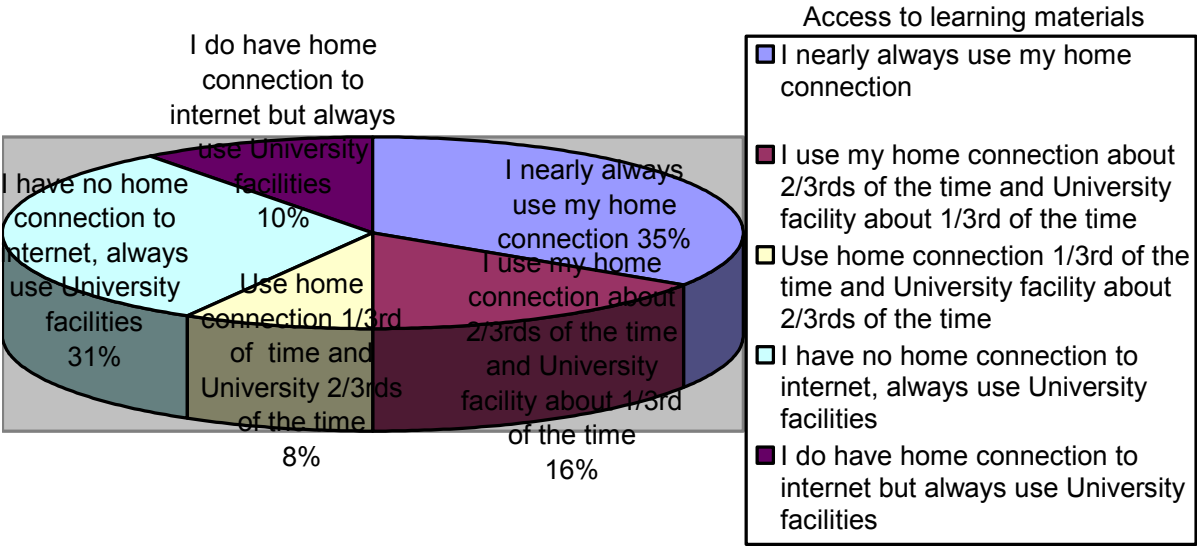 Access to learning materials
I do have home
connection to
internet but always
use University
facilities
10%
I nearly always
use my home
connection 35%
I have no home
connection to
internet, always
use University
facilities
31%
Use home
connection 1/3rd
of time and
University 2/3rds
of the time
8%
I use my home
connection about
2/3rds of the time
and University
facility about 1/3rd
of the time
16%
I nearly always use my home
connection
I use my home connection about
2/3rds of the time and University
facility about 1/3rd of the time
Use home connection 1/3rd of the
time and University facility about
2/3rds of the time
I have no home connection to
internet, always use University
facilities
I do have home connection to
internet but always use University
facilities